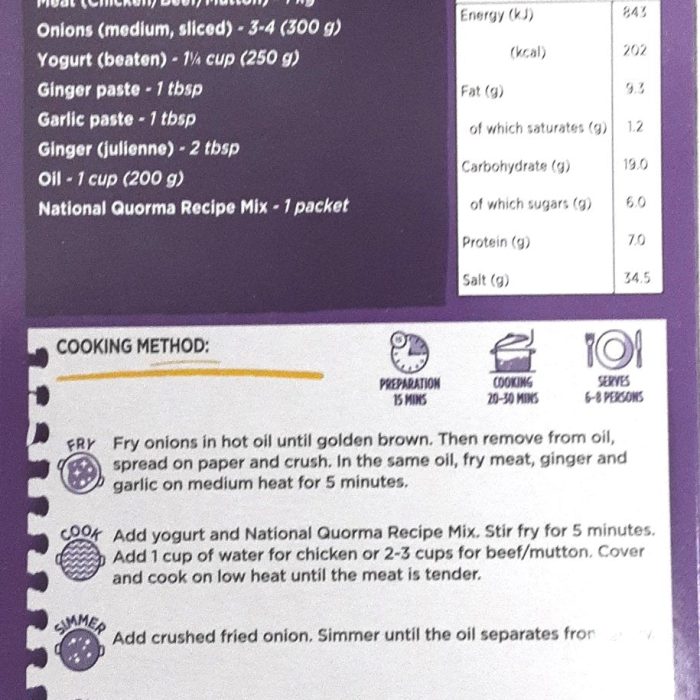 Meat (Chicken/Beef/Mutton) - 1 kg
Onions (medium, sliced) - 3-4 (300 g)
Yogurt (beaten) - 1¼ cup (250 g)
Ginger paste - 1 tbsp
Garlic paste - 1 tbsp
Ginger (julienne) - 2 tbsp
Oil - 1 cup (200 g)
National Quorma Recipe Mix - 1 packet
Energy (kJ) 843
(kcal) 202
Fat (g) 9.3
of which saturates (g) 1.2
Carbohydrate (g) 19.0
of which sugars (g) 6.0
Protein (g) 7.0
Salt (g) 34.5
COOKING METHOD:
PREPARATION
15 MINS
COOKING
20-30 MINS
SERVES
6-8 PERSONS
FRY
Fry onions in hot oil until golden brown. Then remove from oil,
spread on paper and crush. In the same oil, fry meat, ginger and
garlic on medium heat for 5 minutes.
COOK
Add yogurt and National Quorma Recipe Mix. Stir fry for 5 minutes.
Add 1 cup of water for chicken or 2-3 cups for beef/mutton. Cover
and cook on low heat until the meat is tender.
SIMMER
Add crushed fried onion. Simmer until the oil separates from